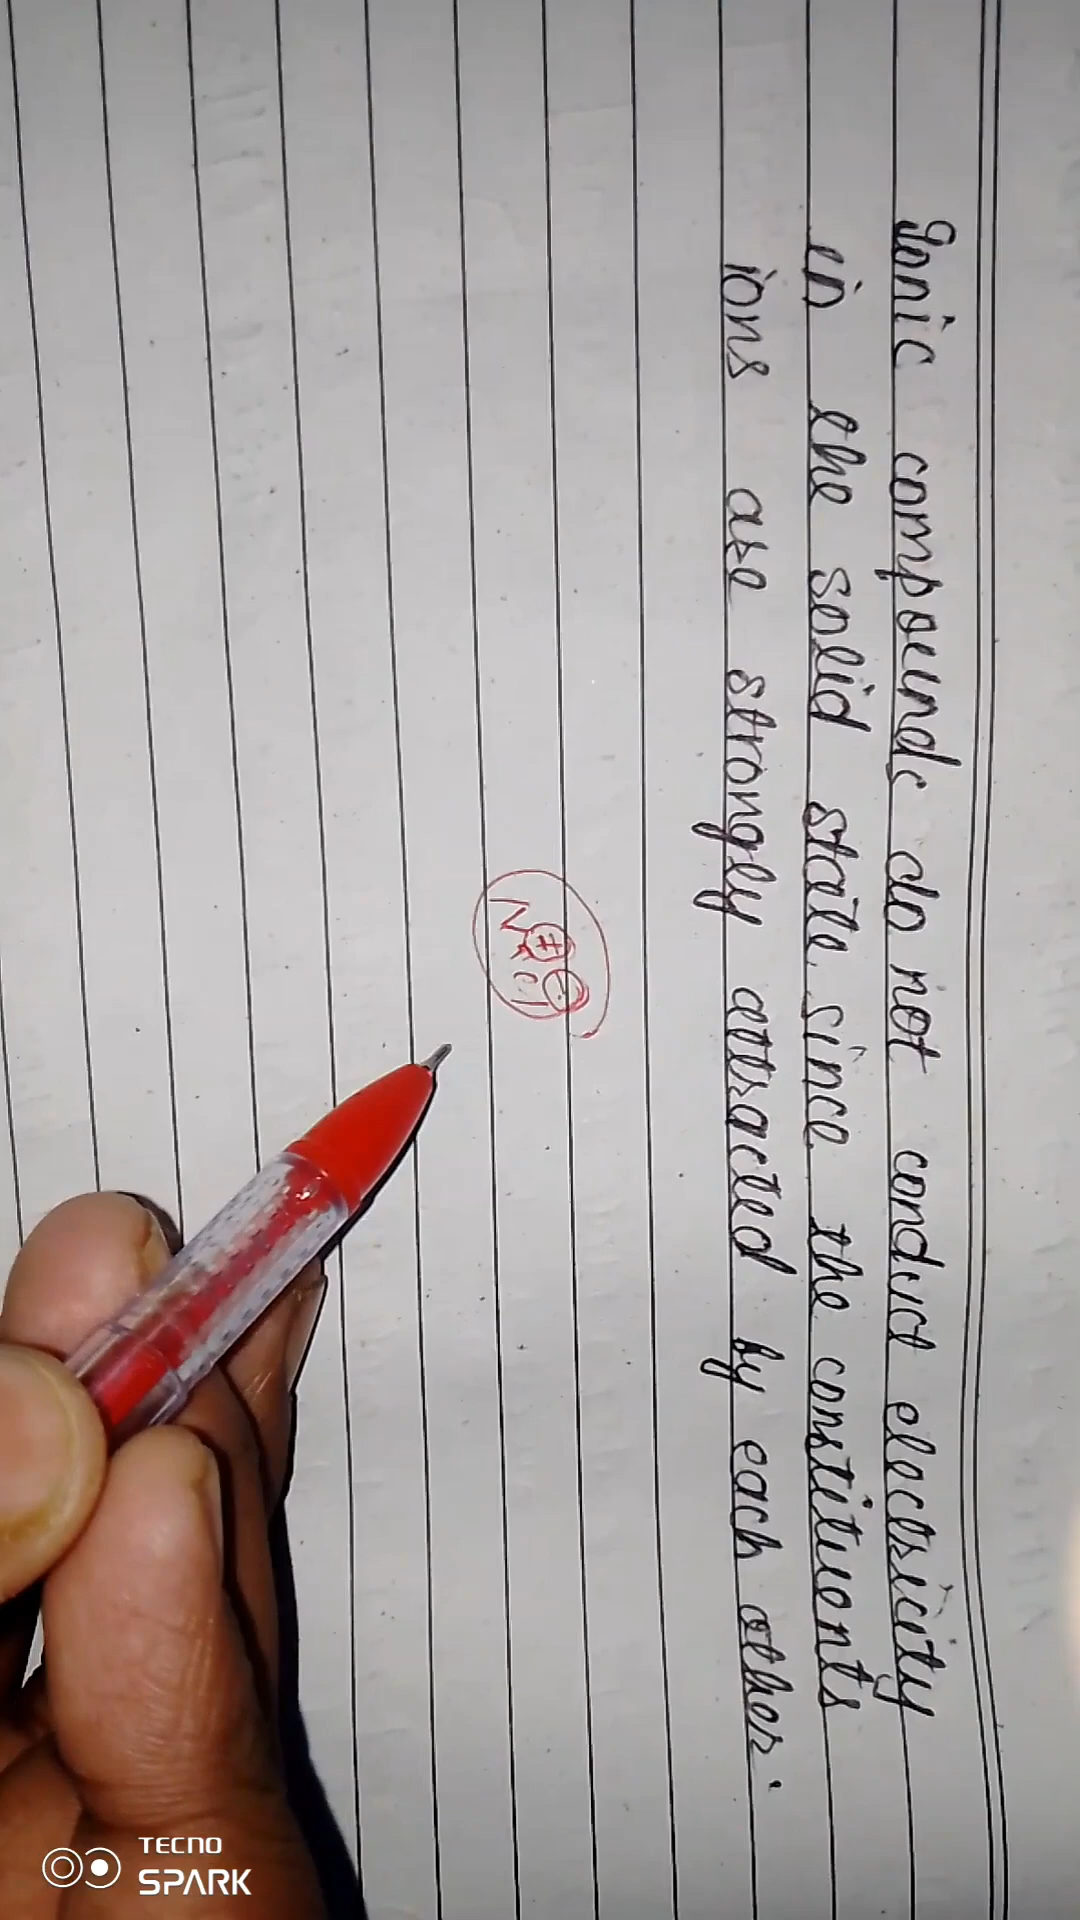 Ionic compounds do not conduct electricity
in the solid state since the constituents
ions are strongly attracted by each other.
+ -
Na Cl
TECNO
SPARK